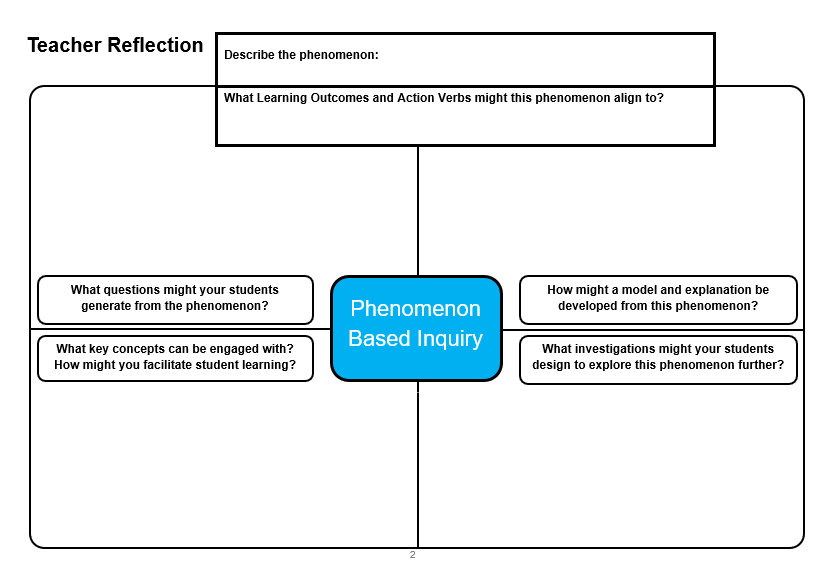 Teacher Reflection
Describe the phenomenon:
What Learning Outcomes and Action Verbs might this phenomenon align to?
What questions might your students
generate from the phenomenon?
How might a model and explanation be
developed from this phenomenon?
Phenomenon
Based Inquiry
What key concepts can be engaged with?
How might you facilitate student learning?
What investigations might your students
design to explore this phenomenon further?
2